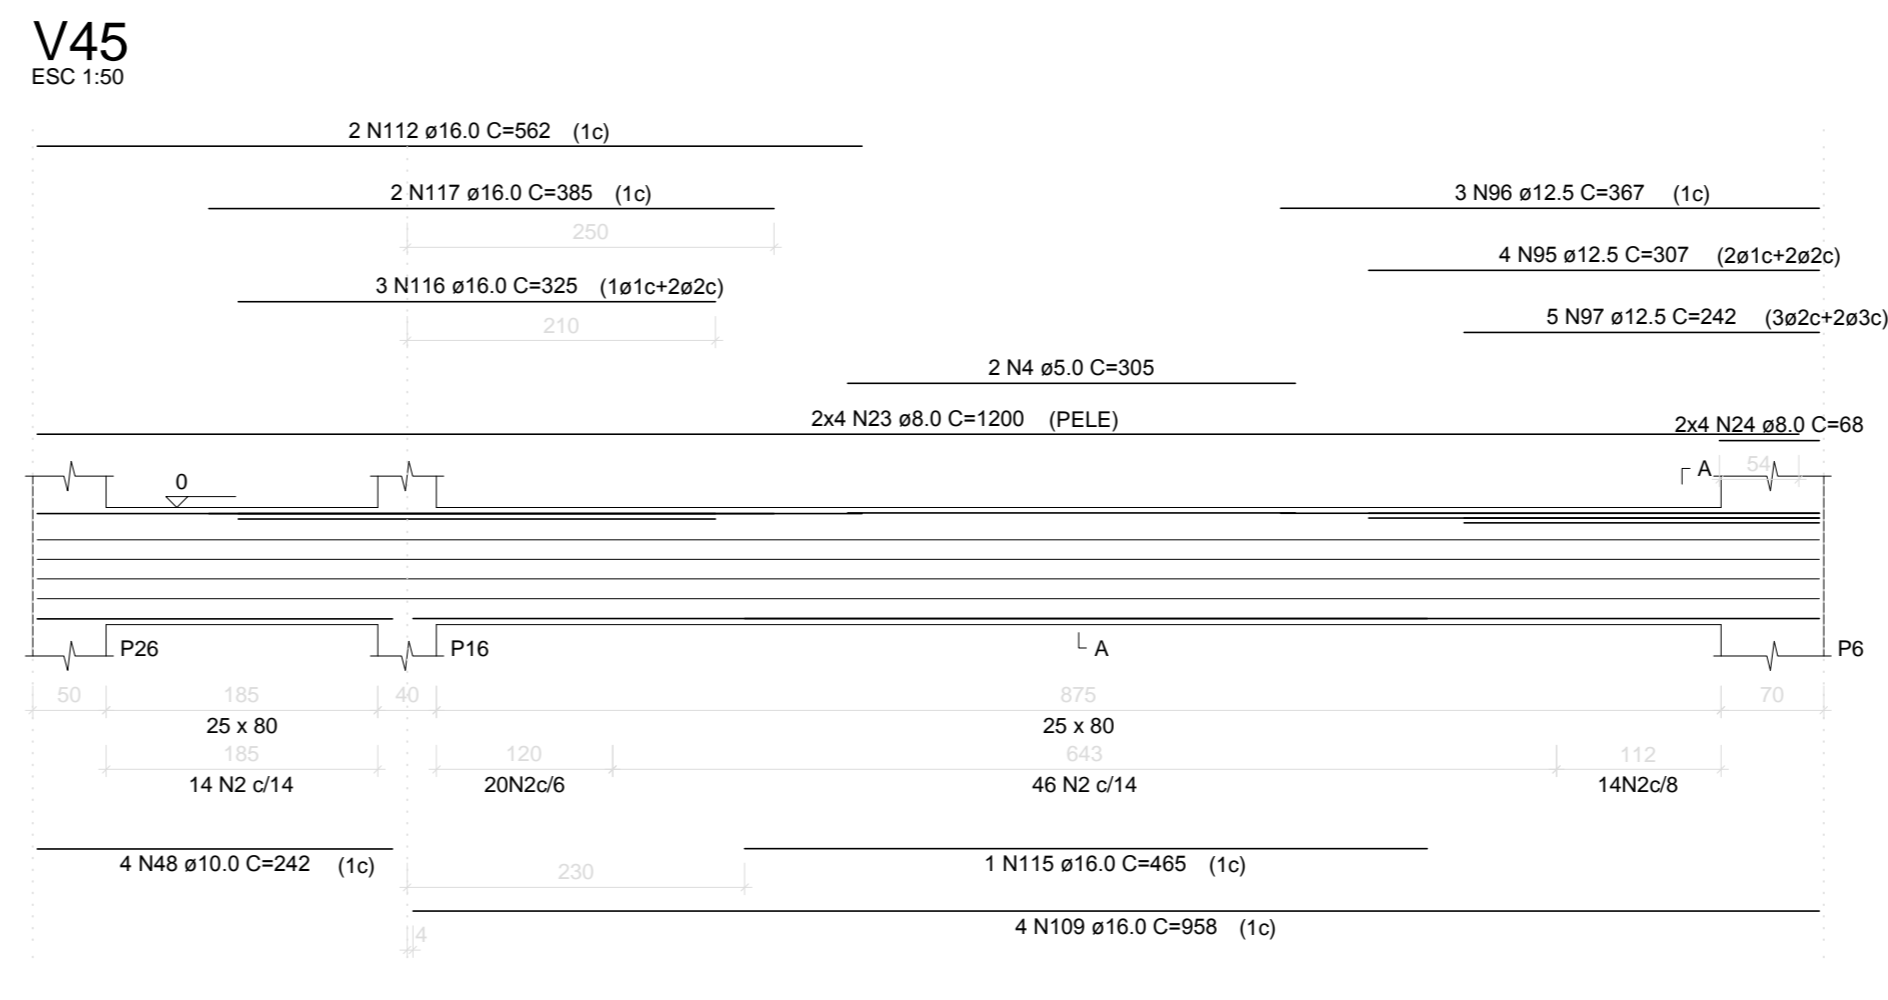 V45
ESC 1:50
2 N112 ø16.0 C=562 (1c)
2 N117 ø16.0 C=385 (1c)
3 N96 ø12.5 C=367 (1c)
250
4 N95 ø12.5 C=307 (2ø1c+2ø2c)
3 N116 ø16.0 C=325 (1ø1c+2ø2c)
210
5 N97 ø12.5 C=242 (3ø2c+2ø3c)
2 N4 ø5.0 C=305
2x4 N23 ø8.0 C=1200 (PELE)
2x4 N24 ø8.0 C=68
54
A
0
P26
P16
A
P6
50 185 40 875 70
25 x 80 25 x 80
185 120 643 112
14 N2 c/14 20N2c/6 46 N2 c/14 14N2c/8
4 N48 ø10.0 C=242 (1c)
230
1 N115 ø16.0 C=465 (1c)
4 N109 ø16.0 C=958 (1c)
4